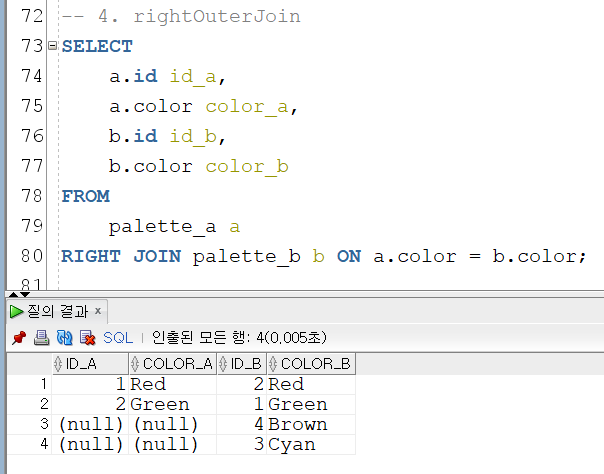 72 -- 4. rightOuterJoin
73 SELECT
74 a.id id_a,
75 a.color color_a,
76 b.id id_b,
77 b.color color_b
78 FROM
79 palette_a a
80 RIGHT JOIN palette_b b ON a.color = b.color;
81
질의 결과 x
SQL | 인출된 모든 행: 4(0,005초)
ID_A COLOR_A ID_B COLOR_B
1 1 Red 2 Red
2 2 Green 1 Green
3 (null) (null) 4 Brown
4 (null) (null) 3 Cyan